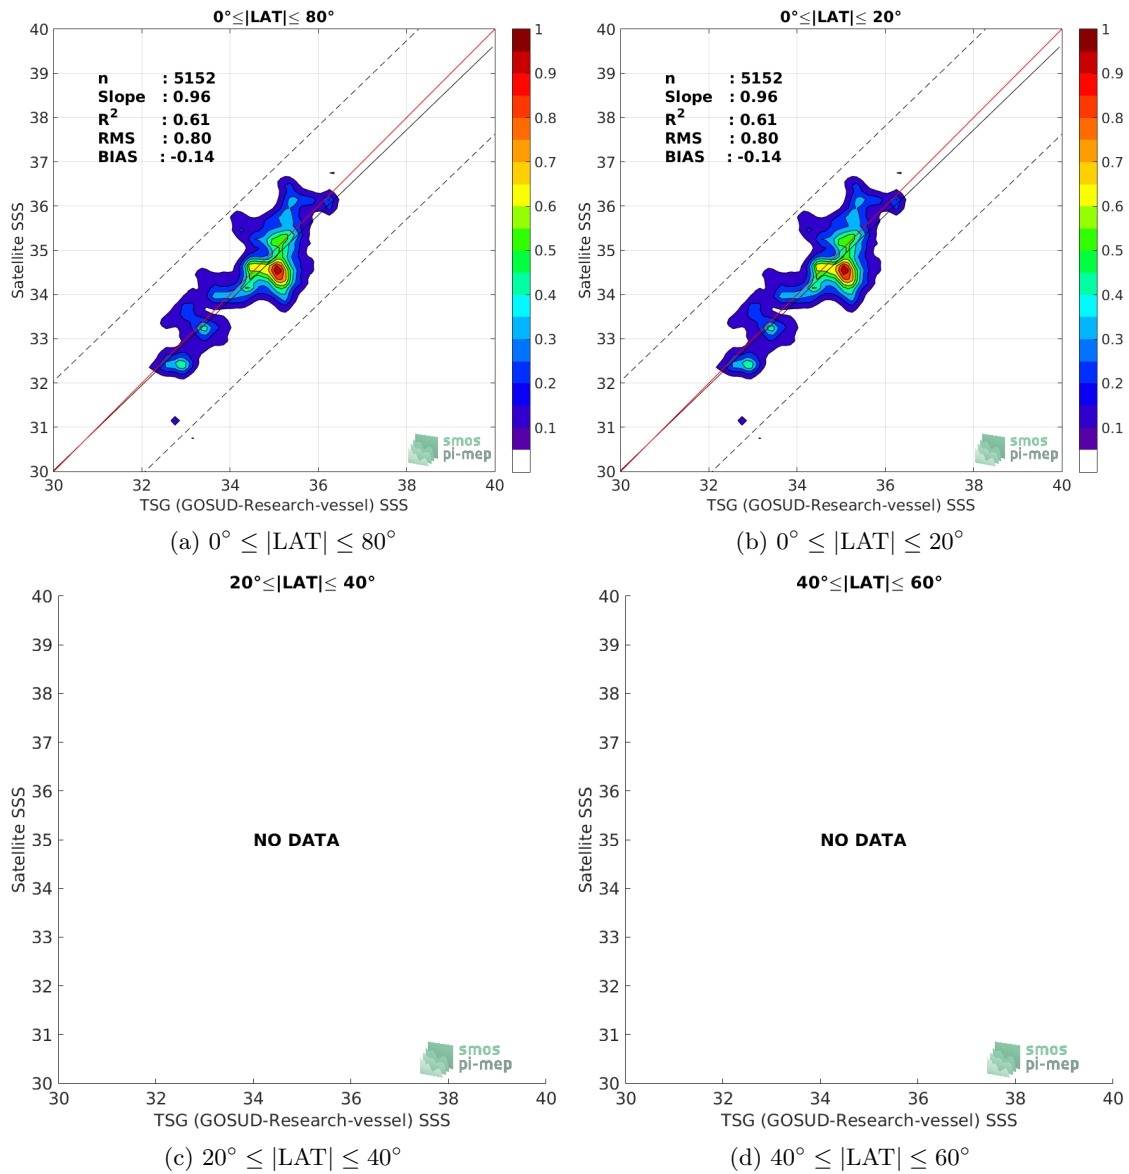 0°≤|LAT|≤ 80°
40
39
38
37
36
35
34
33
32
31
30
Satellite SSS
n : 5152
Slope : 0.96
R2 : 0.61
RMS : 0.80
BIAS : -0.14
1
0.9
0.8
0.7
0.6
0.5
0.4
0.3
0.2
0.1
smos
pi-mep
30 32 34 36 38 40
TSG (GOSUD-Research-vessel) SSS
(a) 0° ≤ |LAT| ≤ 80°
0°≤|LAT|≤ 20°
40
39
38
37
36
35
34
33
32
31
30
Satellite SSS
n : 5152
Slope : 0.96
R2 : 0.61
RMS : 0.80
BIAS : -0.14
1
0.9
0.8
0.7
0.6
0.5
0.4
0.3
0.2
0.1
smos
pi-mep
30 32 34 36 38 40
TSG (GOSUD-Research-vessel) SSS
(b) 0° ≤ |LAT| ≤ 20°
20°≤|LAT|≤ 40°
40
39
38
37
36
35
34
33
32
31
30
Satellite SSS
NO DATA
smos
pi-mep
30 32 34 36 38 40
TSG (GOSUD-Research-vessel) SSS
(c) 20° ≤ |LAT| ≤ 40°
40°≤|LAT|≤ 60°
40
39
38
37
36
35
34
33
32
31
30
Satellite SSS
NO DATA
smos
pi-mep
30 32 34 36 38 40
TSG (GOSUD-Research-vessel) SSS
(d) 40° ≤ |LAT| ≤ 60°